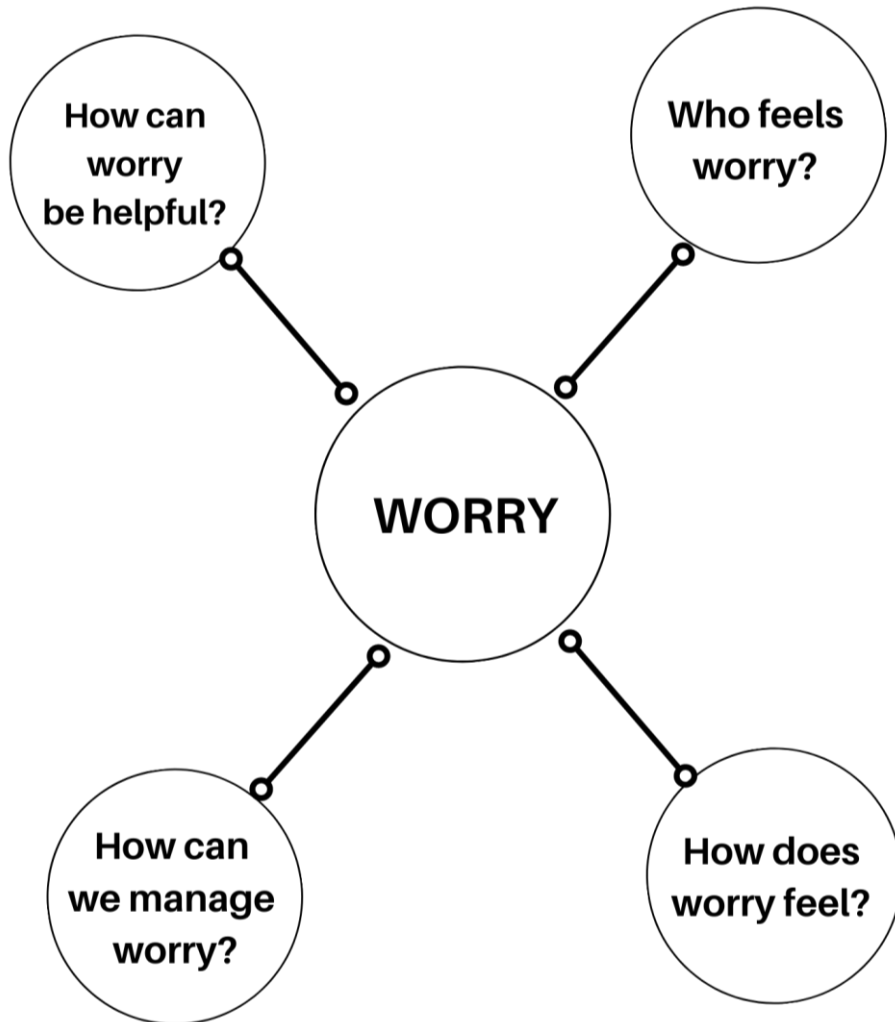 How can
worry
be helpful?
Who feels
worry?
WORRY
How can
we manage
worry?
How does
worry feel?